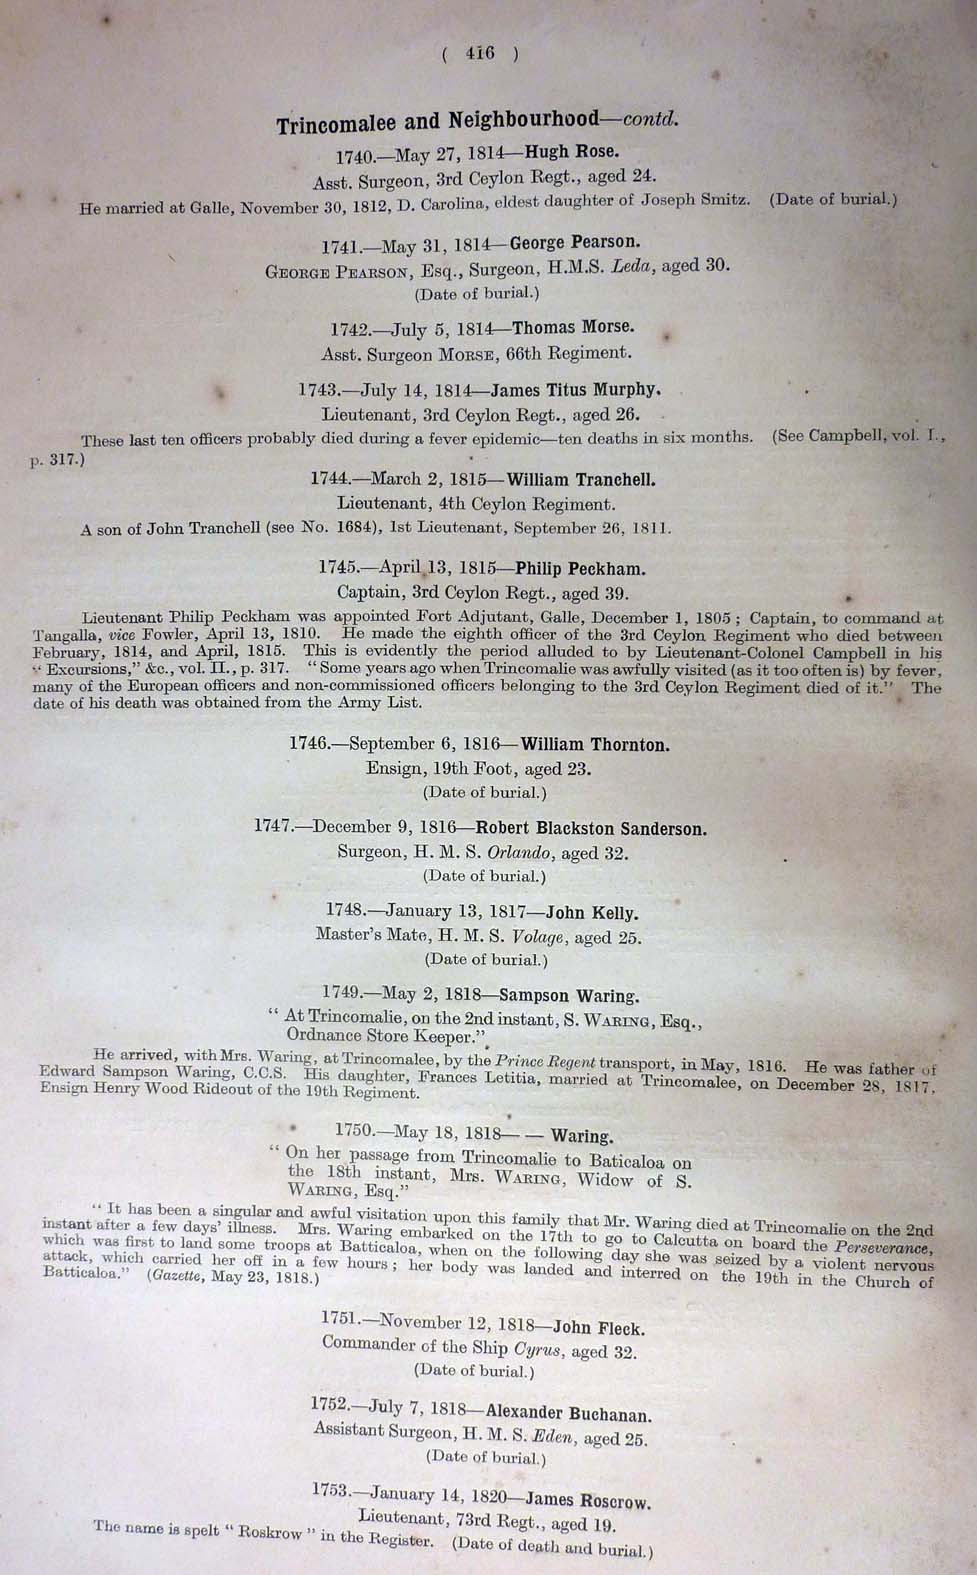 ( 416 )
Trincomalee and Neighbourhood—contd.
1740.—May 27, 1814—Hugh Rose.
Asst. Surgeon, 3rd Ceylon Regt., aged 24.
He married at Galle, November 30, 1812, D. Carolina, eldest daughter of Joseph Smitz. (Date of burial.)
1741.—May 31, 1814—George Pearson.
GEORGE PEARSON, Esq., Surgeon, H.M.S. Leda, aged 30.
(Date of burial.)
1742.—July 5, 1814—Thomas Morse.
Asst. Surgeon MORSE, 66th Regiment.
1743.—July 14, 1814—James Titus Murphy.
Lieutenant, 3rd Ceylon Regt., aged 26.
These last ten officers probably died during a fever epidemic—ten deaths in six months. (See Campbell, vol. I.,
p. 317.)
1744.—March 2, 1815—William Tranchell.
Lieutenant, 4th Ceylon Regiment.
A son of John Tranchell (see No. 1684), 1st Lieutenant, September 26, 1811.
1745.—April 13, 1815—Philip Peckham.
Captain, 3rd Ceylon Regt., aged 39.
Lieutenant Philip Peckham was appointed Fort Adjutant, Galle, December 1, 1805 ; Captain, to command at
Tangalla, vice Fowler, April 13, 1810. He made the eighth officer of the 3rd Ceylon Regiment who died between
February, 1814, and April, 1815. This is evidently the period alluded to by Lieutenant-Colonel Campbell in his
“ Excursions,” &c., vol. II., p. 317. “ Some years ago when Trincomalie was awfully visited (as it too often is) by fever,
many of the European officers and non-commissioned officers belonging to the 3rd Ceylon Regiment died of it.” The
date of his death was obtained from the Army List.
1746.—September 6, 1816—William Thornton.
Ensign, 19th Foot, aged 23.
(Date of burial.)
1747.—December 9, 1816—Robert Blackston Sanderson.
Surgeon, H. M. S. Orlando, aged 32.
(Date of burial.)
1748.—January 13, 1817—John Kelly.
Master's Mate, H. M. S. Volage, aged 25.
(Date of burial.)
1749.—May 2, 1818—Sampson Waring.
“ At Trincomalie, on the 2nd instant, S. WARING, Esq.,
Ordnance Store Keeper.”
He arrived, with Mrs. Waring, at Trincomalee, by the Prince Regent transport, in May, 1816. He was father of
Edward Sampson Waring, C.C.S. His daughter, Frances Letitia, married at Trincomalee, on December 28, 1817,
Ensign Henry Wood Rideout of the 19th Regiment.
1750.—May 18, 1818— — Waring.
“ On her passage from Trincomalie to Baticaloa on
the 18th instant, Mrs. WARING, Widow of S.
WARING, Esq.”
“ It has been a singular and awful visitation upon this family that Mr. Waring died at Trincomalie on the 2nd
instant after a few days' illness. Mrs. Waring embarked on the 17th to go to Calcutta on board the Perseverance,
which was first to land some troops at Batticaloa, when on the following day she was seized by a violent nervous
attack, which carried her off in a few hours ; her body was landed and interred on the 19th in the Church of
Batticaloa.” (Gazette, May 23, 1818.)
1751.—November 12, 1818—John Fleck.
Commander of the Ship Cyrus, aged 32.
(Date of burial.)
1752.—July 7, 1818—Alexander Buchanan.
Assistant Surgeon, H. M. S. Eden, aged 25.
(Date of burial.)
1753.—January 14, 1820—James Roscrow.
Lieutenant, 73rd Regt., aged 19.
The name is spelt “ Roskrow ” in the Register. (Date of death and burial.)